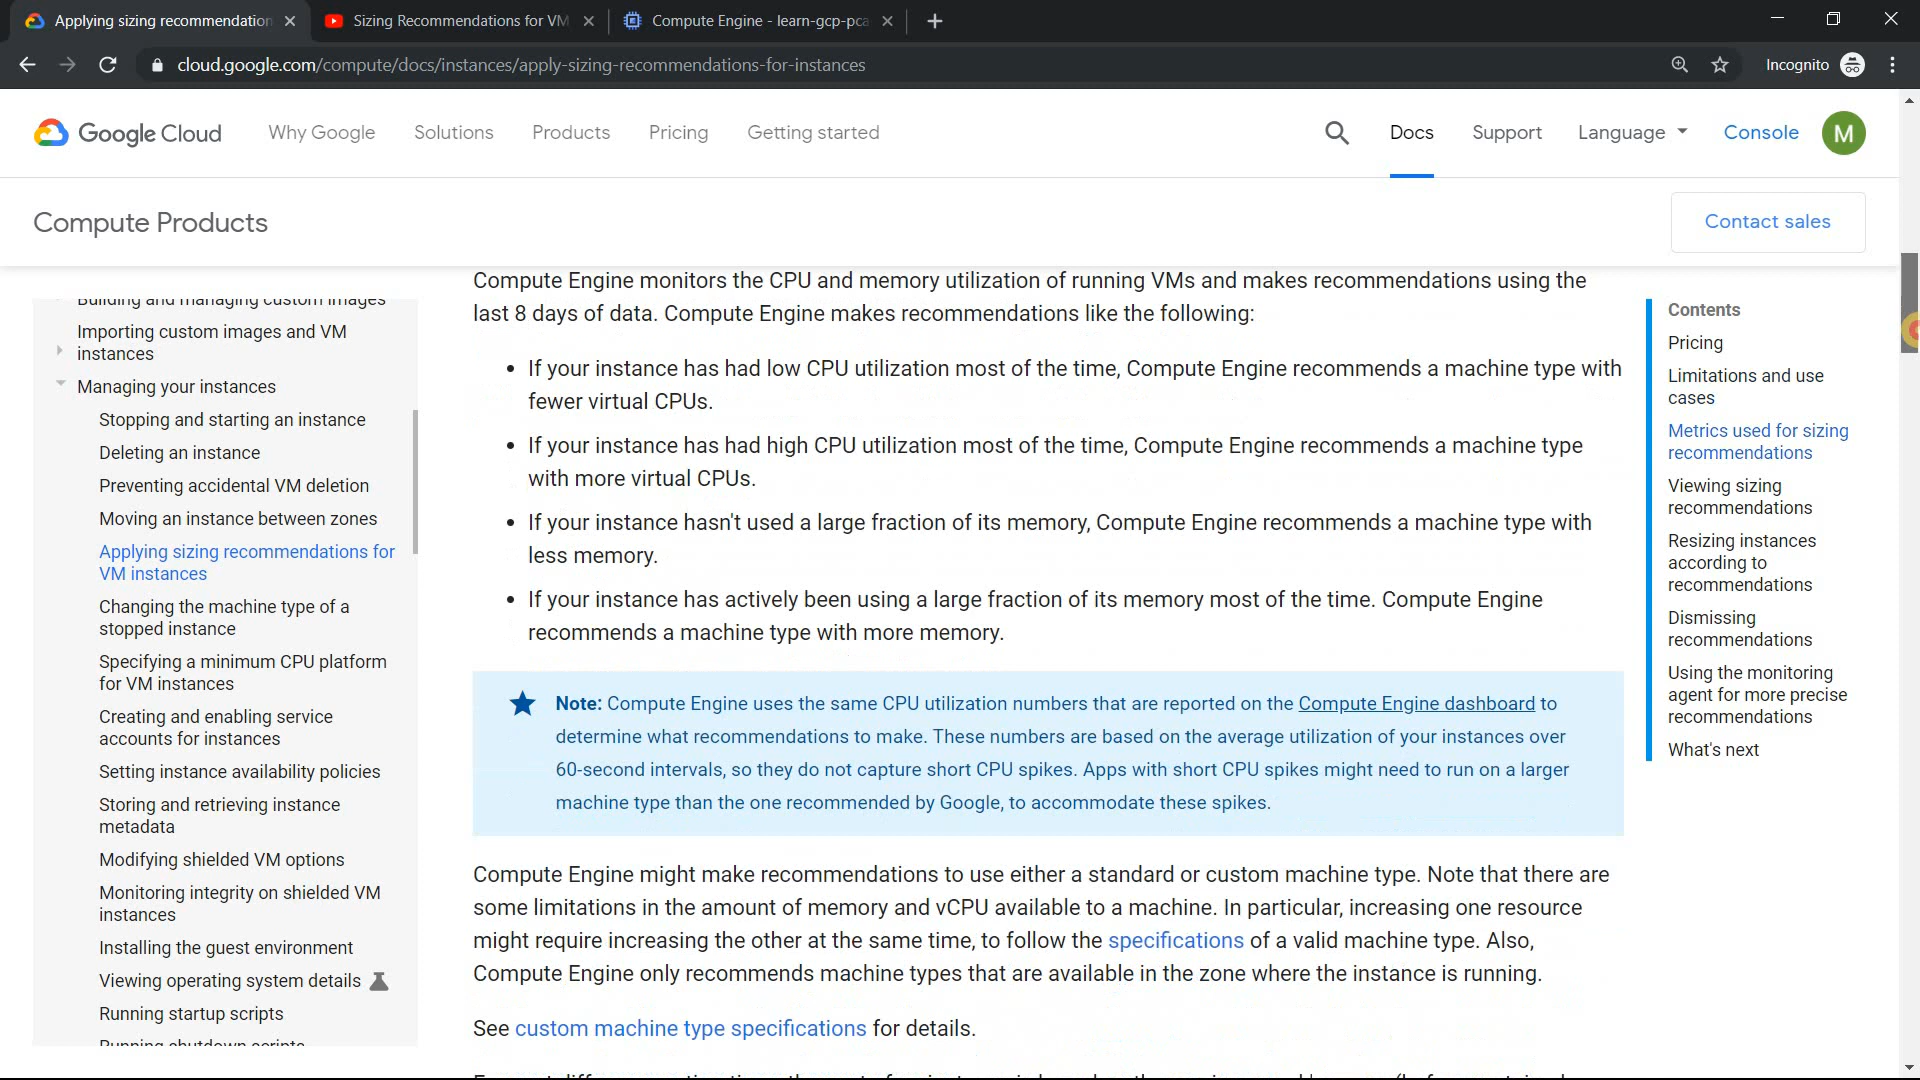 Applying sizing recommendation
Sizing Recommendations for VM
Compute Engine - learn-gcp-pca
cloud.google.com/compute/docs/instances/apply-sizing-recommendations-for-instances
Incognito
Google Cloud
Why Google
Solutions
Products
Pricing
Getting started
Docs
Support
Language
Console
M
Compute Products
Contact sales
Building and managing custom images
Importing custom images and VM
instances
Managing your instances
Stopping and starting an instance
Deleting an instance
Preventing accidental VM deletion
Moving an instance between zones
Applying sizing recommendations for
VM instances
Changing the machine type of a
stopped instance
Specifying a minimum CPU platform
for VM instances
Creating and enabling service
accounts for instances
Setting instance availability policies
Storing and retrieving instance
metadata
Modifying shielded VM options
Monitoring integrity on shielded VM
instances
Installing the guest environment
Viewing operating system details
Running startup scripts
Running shutdown scripts
Compute Engine monitors the CPU and memory utilization of running VMs and makes recommendations using the
last 8 days of data. Compute Engine makes recommendations like the following:
• If your instance has had low CPU utilization most of the time, Compute Engine recommends a machine type with
fewer virtual CPUs.
• If your instance has had high CPU utilization most of the time, Compute Engine recommends a machine type
with more virtual CPUs.
• If your instance hasn't used a large fraction of its memory, Compute Engine recommends a machine type with
less memory.
• If your instance has actively been using a large fraction of its memory most of the time. Compute Engine
recommends a machine type with more memory.
Note: Compute Engine uses the same CPU utilization numbers that are reported on the Compute Engine dashboard to
determine what recommendations to make. These numbers are based on the average utilization of your instances over
60-second intervals, so they do not capture short CPU spikes. Apps with short CPU spikes might need to run on a larger
machine type than the one recommended by Google, to accommodate these spikes.
Compute Engine might make recommendations to use either a standard or custom machine type. Note that there are
some limitations in the amount of memory and vCPU available to a machine. In particular, increasing one resource
might require increasing the other at the same time, to follow the specifications of a valid machine type. Also,
Compute Engine only recommends machine types that are available in the zone where the instance is running.
See custom machine type specifications for details.
Contents
Pricing
Limitations and use
cases
Metrics used for sizing
recommendations
Viewing sizing
recommendations
Resizing instances
according to
recommendations
Dismissing
recommendations
Using the monitoring
agent for more precise
recommendations
What's next